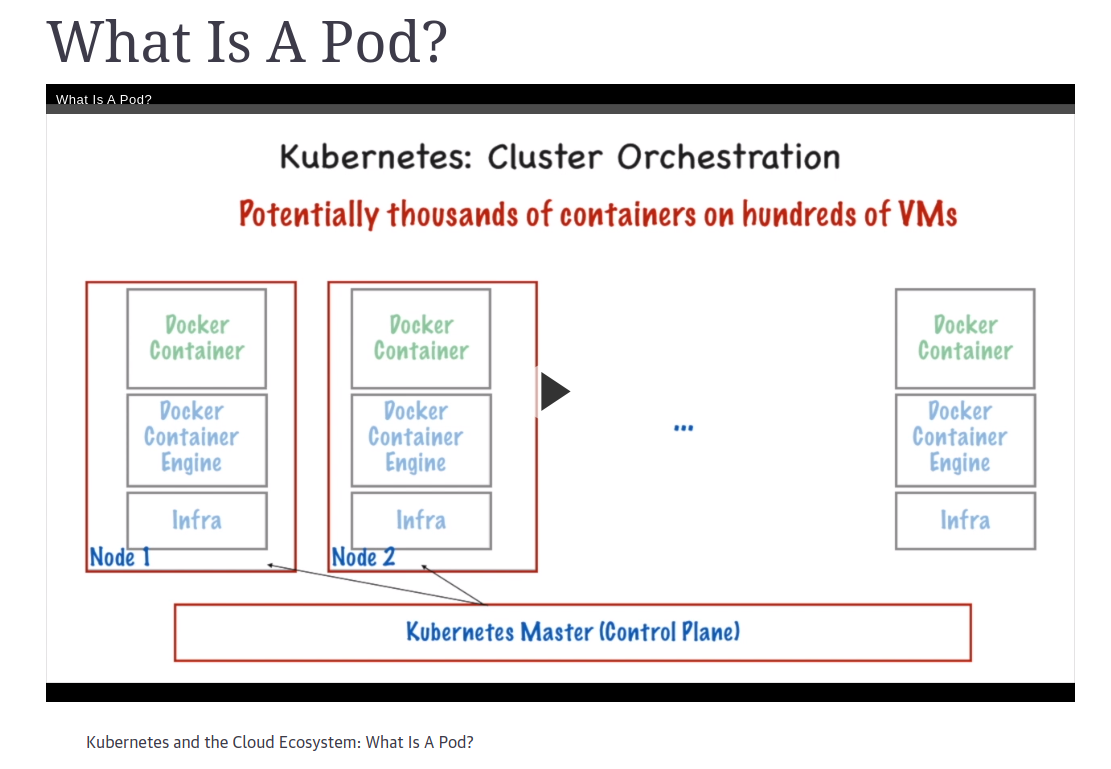 What Is A Pod?
What Is A Pod?
Kubernetes: Cluster Orchestration
Potentially thousands of containers on hundreds of VMs
Docker
Container
Docker
Container
Engine
Infra
Node 1
Docker
Container
Docker
Container
Engine
Infra
Node 2
...
Docker
Container
Docker
Container
Engine
Infra
Kubernetes Master (Control Plane)
Kubernetes and the Cloud Ecosystem: What Is A Pod?